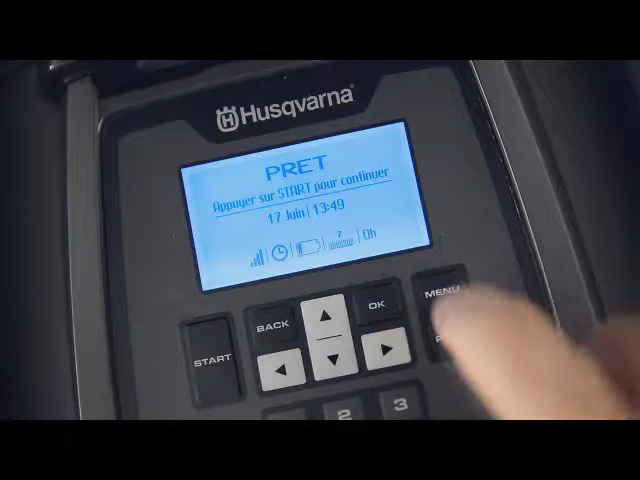 Husqvarna
PRET
Appuyer sur START pour continuer
17 Juin | 13:49
7
0h
START
BACK
OK
MENU
2
3